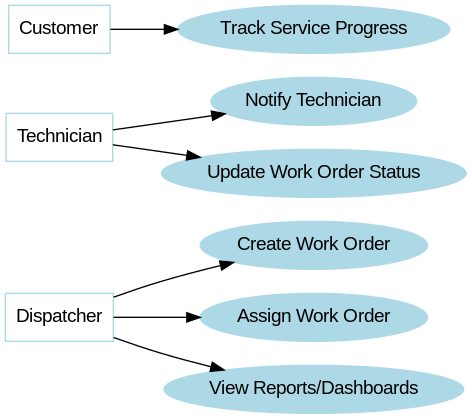 Customer
Track Service Progress
Technician
Notify Technician
Update Work Order Status
Dispatcher
Create Work Order
Assign Work Order
View Reports/Dashboards